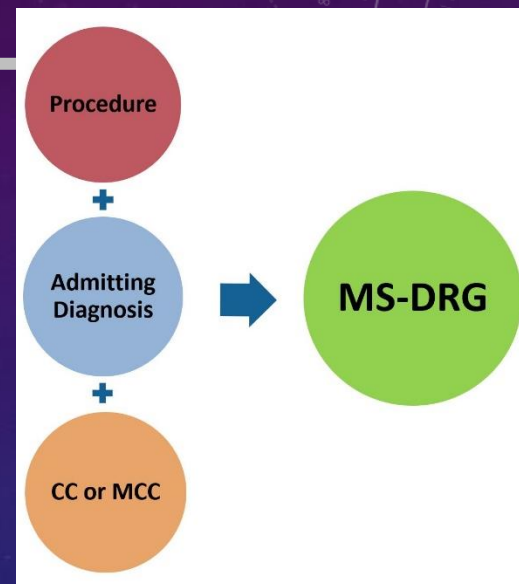 Procedure
+
Admitting
Diagnosis
+
CC or MCC
MS-DRG